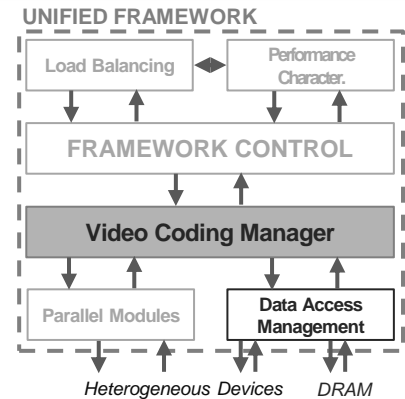 UNIFIED FRAMEWORK
Load Balancing
Performance
Character.
FRAMEWORK CONTROL
Video Coding Manager
Parallel Modules
Data Access
Management
Heterogeneous Devices
DRAM